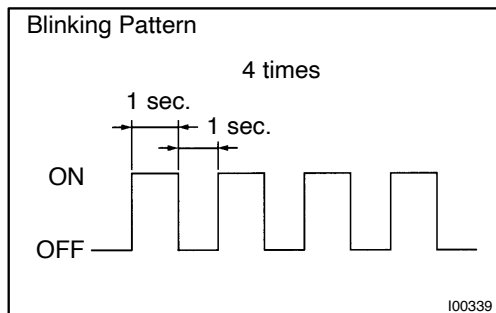 Blinking Pattern
4 times
1 sec.
1 sec.
ON
OFF
I00339